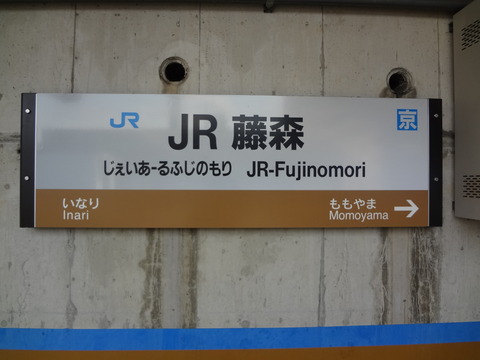 JR
京
JR 藤森
じぇいあーるふじのもり JR-Fujinomori
いなり ももやま
Inari Momoyama →